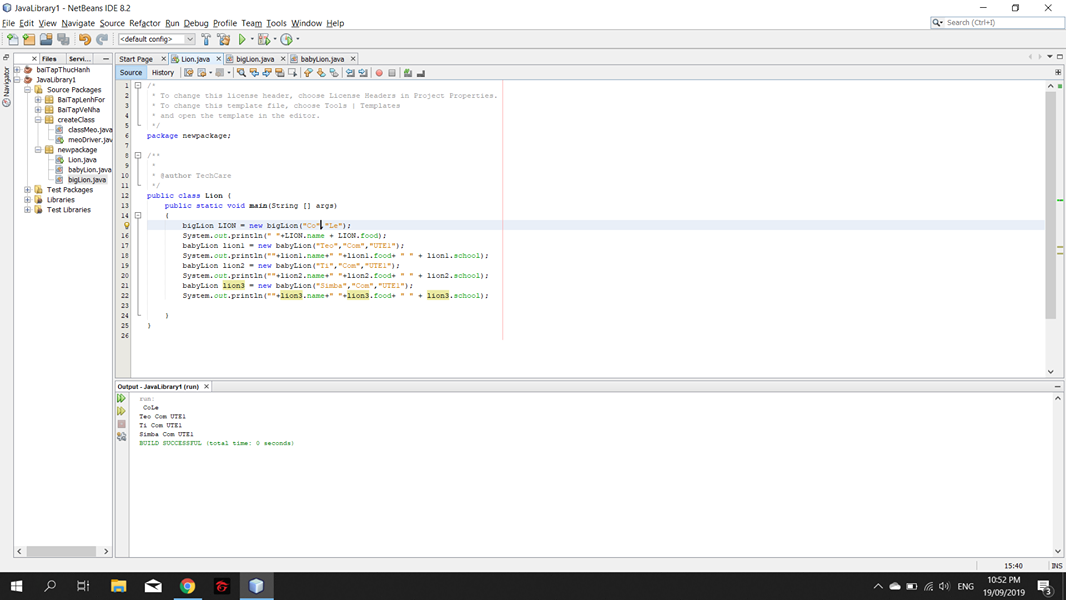 JavaLibrary1 - NetBeans IDE 8.2
File Edit View Navigate Source Refactor Run Debug Profile Team Tools Window Help
Search (Ctrl+I)
<default config>
Files Servi...
Start Page Lion.java bigLion.java babyLion.java
Source History
Navigator
baiTapThucHanh
JavaLibrary1
Source Packages
BaiTapLenhFor
BaiTapVeNha
createClass
classMeo.java
meoDriver.java
newpackage
Lion.java
babyLion.java
bigLion.java
Test Packages
Libraries
Test Libraries
1 /*
2 * To change this license header, choose License Headers in Project Properties.
3 * To change this template file, choose Tools | Templates
4 * and open the template in the editor.
5 */
6 package newpackage;
7
8 /**
9 *
10 * @author TechCare
11 */
12 public class Lion {
13 public static void main(String [] args)
14 {
bigLion LION = new bigLion("Co","Le");
16 System.out.println(" "+LION.name + LION.food);
17 babyLion lion1 = new babyLion("Teo","Com","UTE1");
18 System.out.println(""+lion1.name+" "+lion1.food+ " " + lion1.school);
19 babyLion lion2 = new babyLion("Ti","Com","UTE1");
20 System.out.println(""+lion2.name+" "+lion2.food+ " " + lion2.school);
21 babyLion lion3 = new babyLion("Simba","Com","UTE1");
22 System.out.println(""+lion3.name+" "+lion3.food+ " " + lion3.school);
23
24 }
25 }
26
Output - JavaLibrary1 (run)
run:
CoLe
Teo Com UTE1
Ti Com UTE1
Simba Com UTE1
BUILD SUCCESSFUL (total time: 0 seconds)
15:40 INS
ENG
10:52 PM
19/09/2019
3